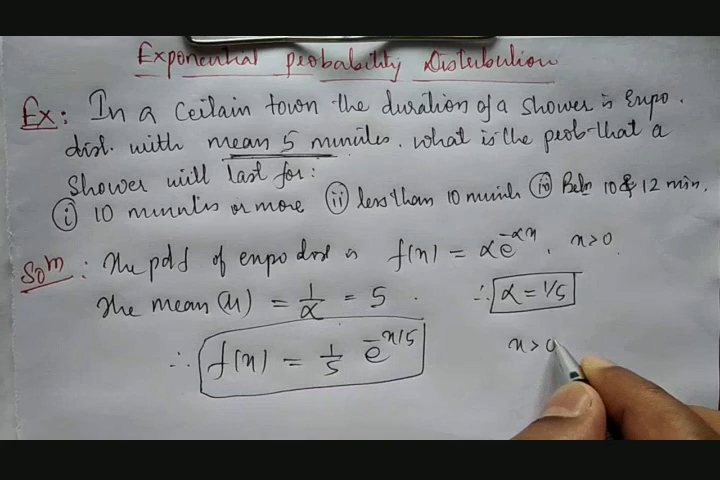 Exponential Probability Distribution
Ex: In a certain town the duration of a shower is Expo.
dist. with mean 5 minutes. what is the prob that a
shower will last for:
(i) 10 minutes or more (ii) less than 10 minutes (iii) Betn 10 & 12 min.
Solⁿ: The pdf of expo dist is f(x) = αe^{-αx}, x>0.
The mean (μ) = 1/α = 5. ∴ α = 1/5
∴ f(x) = 1/5 e^{-x/5} x>0